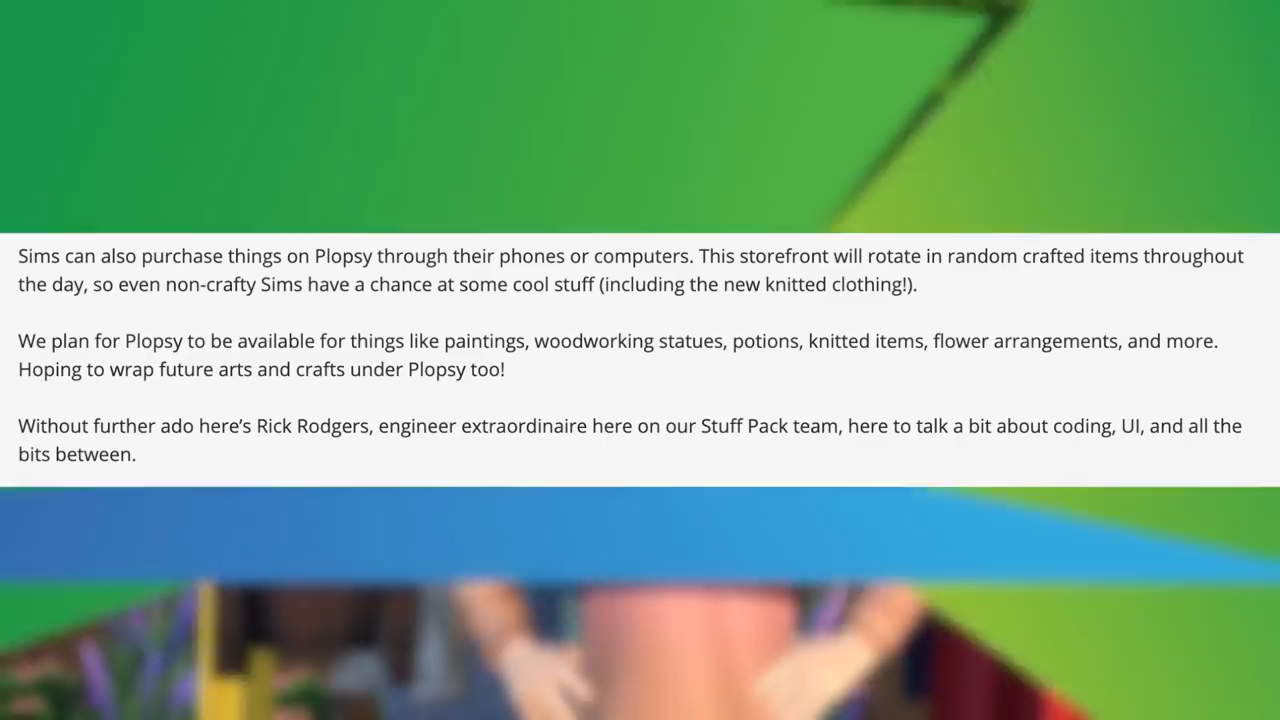 Sims can also purchase things on Plopsy through their phones or computers. This storefront will rotate in random crafted items throughout
the day, so even non-crafty Sims have a chance at some cool stuff (including the new knitted clothing!).
We plan for Plopsy to be available for things like paintings, woodworking statues, potions, knitted items, flower arrangements, and more.
Hoping to wrap future arts and crafts under Plopsy too!
Without further ado here’s Rick Rodgers, engineer extraordinaire here on our Stuff Pack team, here to talk a bit about coding, UI, and all the
bits between.